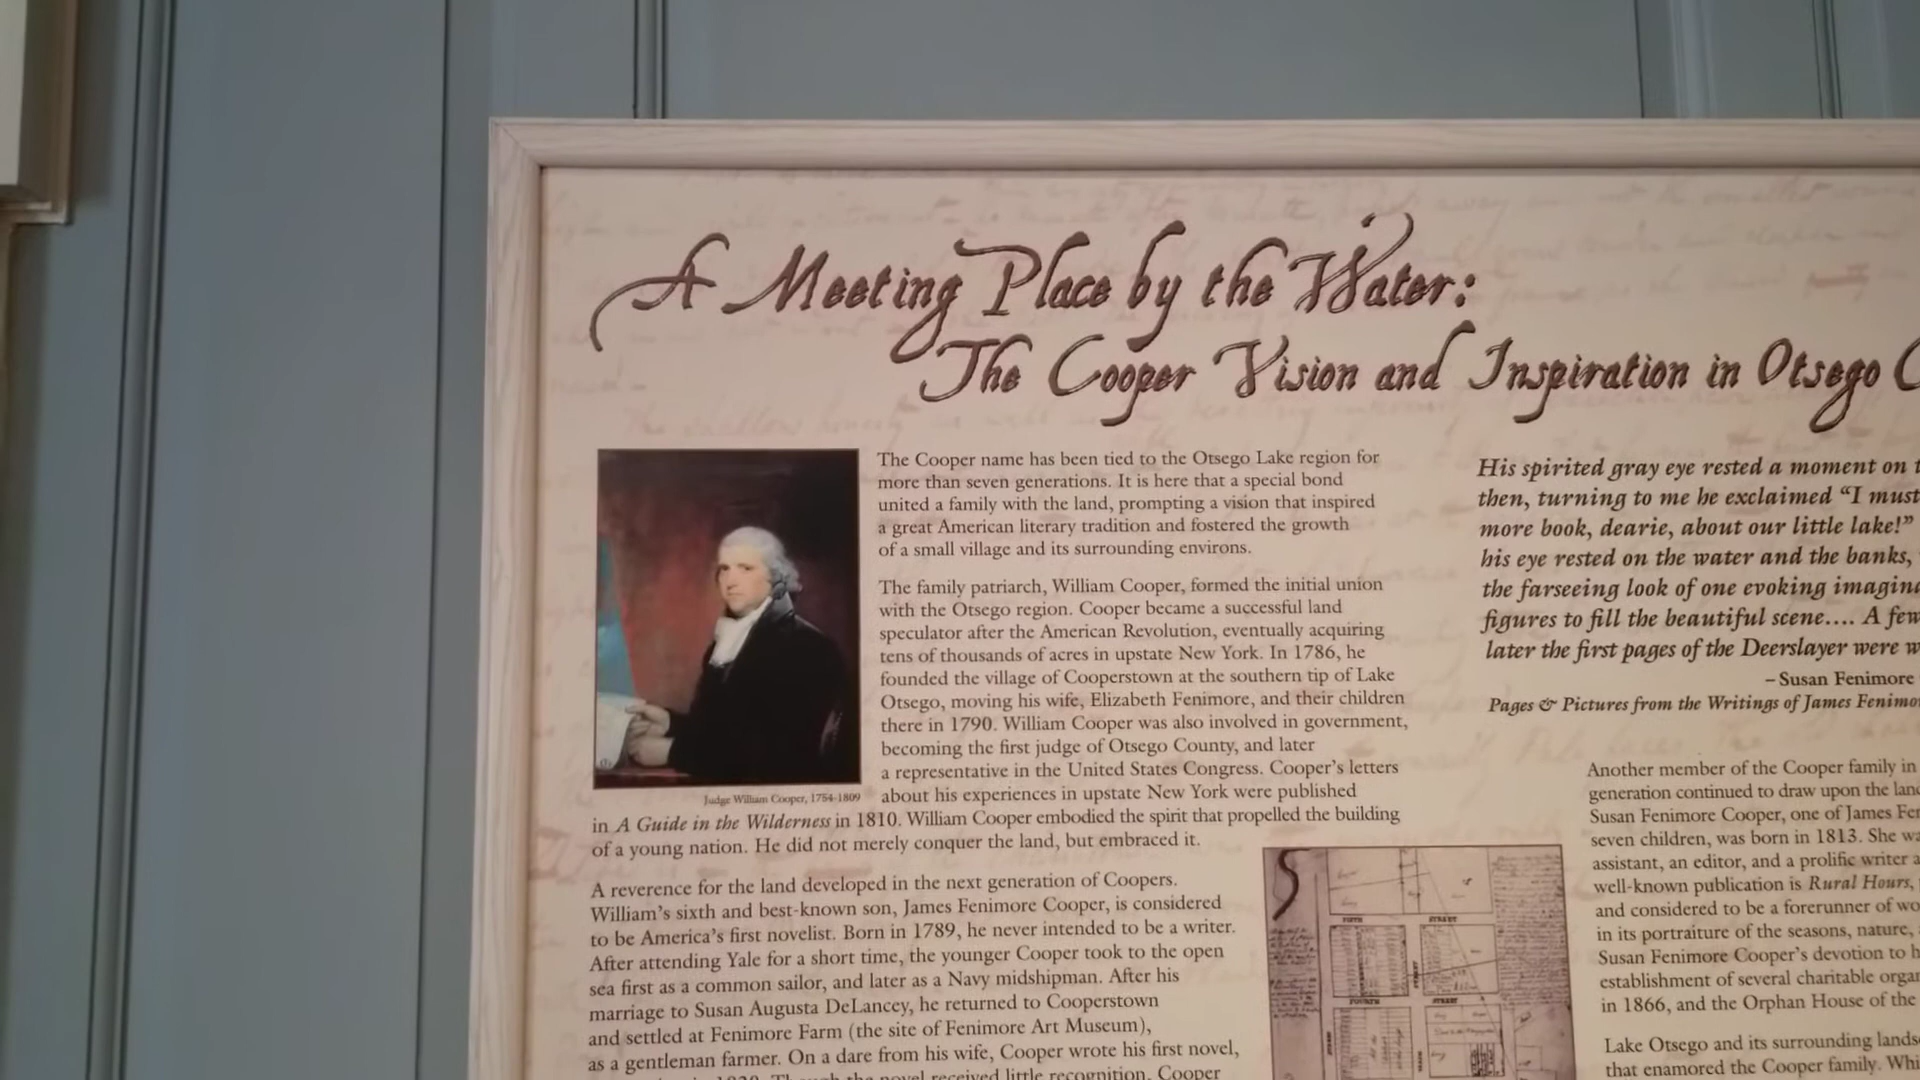 A Meeting Place by the Water:
The Cooper Vision and Inspiration in Otsego C
The Cooper name has been tied to the Otsego Lake region for
more than seven generations. It is here that a special bond
united a family with the land, prompting a vision that inspired
a great American literary tradition and fostered the growth
of a small village and its surrounding environs.
The family patriarch, William Cooper, formed the initial union
with the Otsego region. Cooper became a successful land
speculator after the American Revolution, eventually acquiring
tens of thousands of acres in upstate New York. In 1786, he
founded the village of Cooperstown at the southern tip of Lake
Otsego, moving his wife, Elizabeth Fenimore, and their children
there in 1790. William Cooper was also involved in government,
becoming the first judge of Otsego County, and later
a representative in the United States Congress. Cooper's letters
about his experiences in upstate New York were published
in A Guide in the Wilderness in 1810. William Cooper embodied the spirit that propelled the building
of a young nation. He did not merely conquer the land, but embraced it.
Judge William Cooper, 1754-1809
A reverence for the land developed in the next generation of Coopers.
William's sixth and best-known son, James Fenimore Cooper, is considered
to be America's first novelist. Born in 1789, he never intended to be a writer.
After attending Yale for a short time, the younger Cooper took to the open
sea first as a common sailor, and later as a Navy midshipman. After his
marriage to Susan Augusta DeLancey, he returned to Cooperstown
and settled at Fenimore Farm (the site of Fenimore Art Museum),
as a gentleman farmer. On a dare from his wife, Cooper wrote his first novel,
the novel received little recognition, Cooper
His spirited gray eye rested a moment on
then, turning to me he exclaimed "I must
more book, dearie, about our little lake!"
his eye rested on the water and the banks,
the farseeing look of one evoking
figures to fill the beautiful scene.... A few
later the first pages of the Deerslayer were
– Susan Fenimore
Pages & Pictures from the Writings of James
Another member of the Cooper family in
generation continued to draw upon the
Susan Fenimore Cooper, one of James
seven children, was born in 1813. She
assistant, an editor, and a prolific writer
well-known publication is Rural Hours,
and considered to be a forerunner of
in its portraiture of the seasons, nature,
Susan Fenimore Cooper's devotion to
establishment of several charitable
in 1866, and the Orphan House of the
Lake Otsego and its surrounding
that enamored the Cooper family.
FIFTH STREET
FOURTH STREET